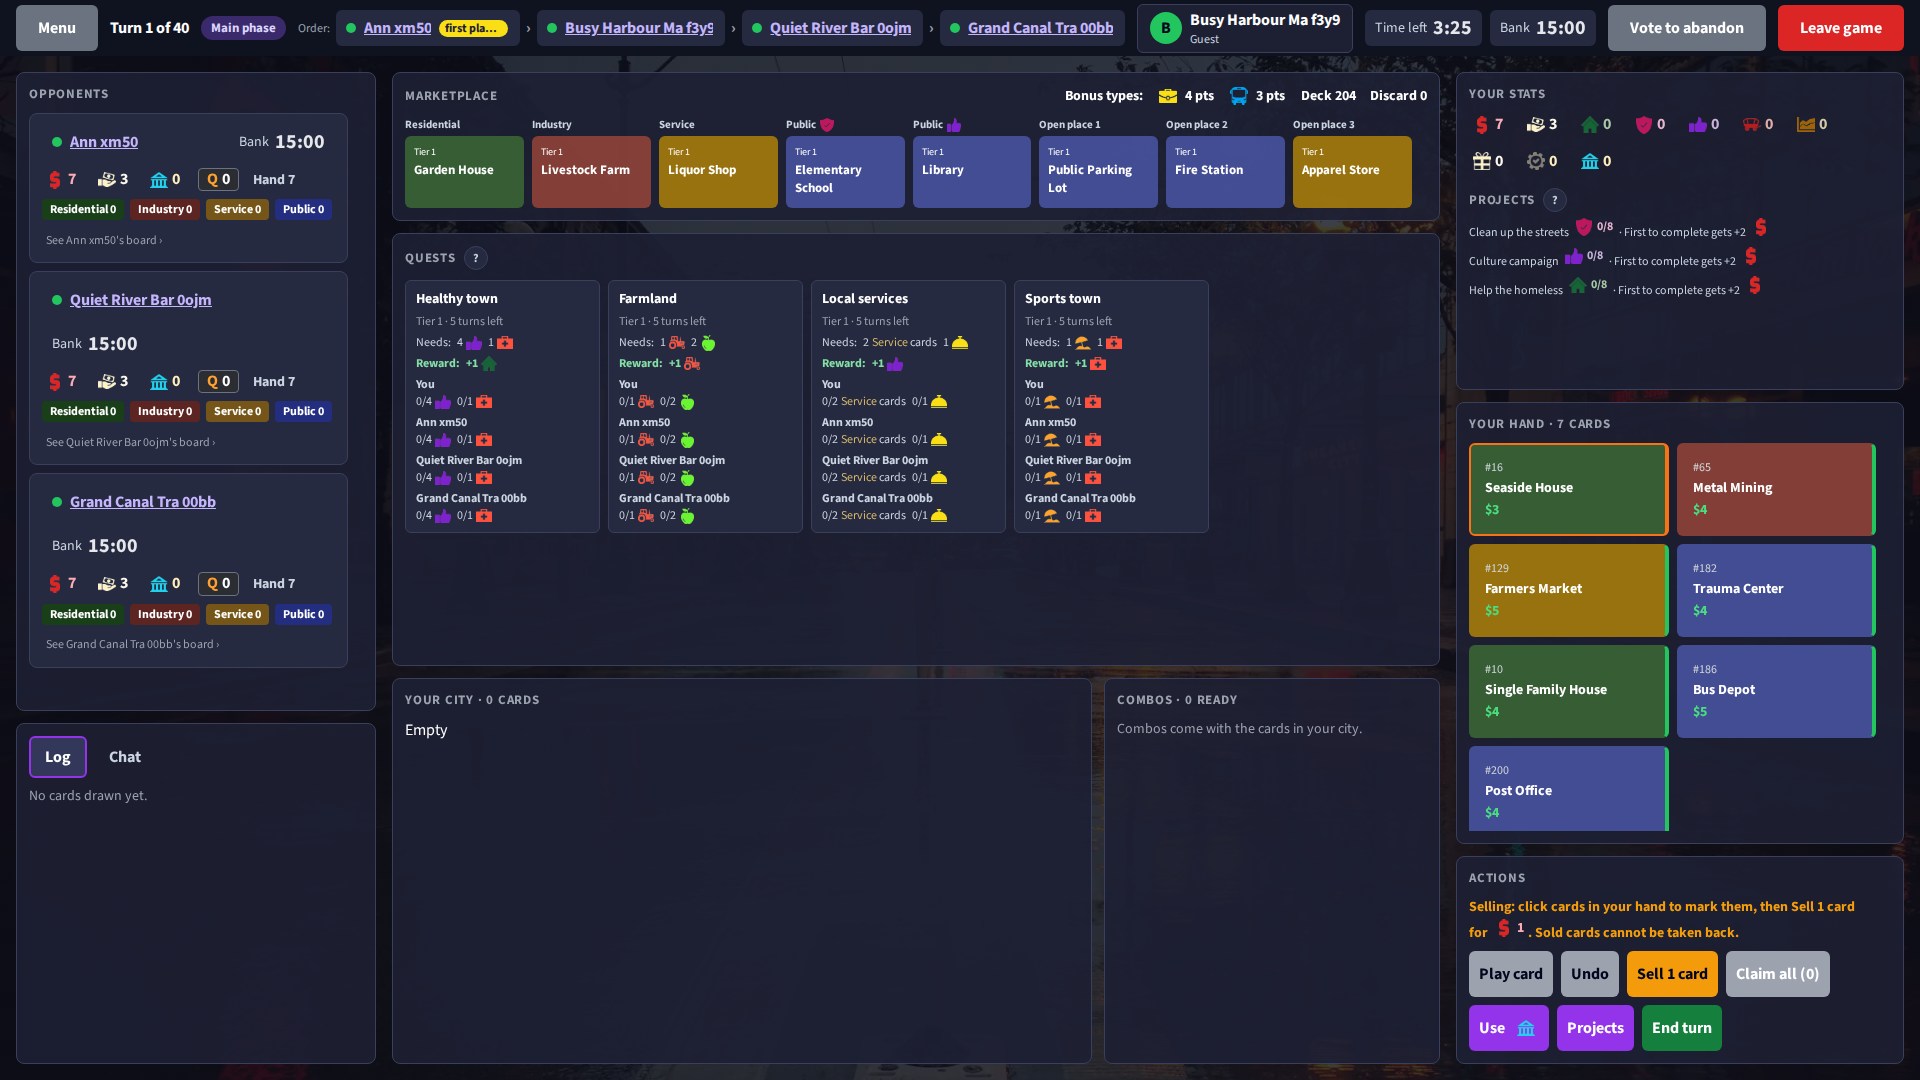 Menu
Turn 1 of 40
Main phase
Order:
Ann xm50
first pla...
›
Busy Harbour Ma f3y9
›
Quiet River Bar 0ojm
›
Grand Canal Tra 00bb
B
Busy Harbour Ma f3y9
Guest
Time left 3:25
Bank 15:00
Vote to abandon
Leave game
OPPONENTS
Ann xm50
Bank 15:00
7 3 0 Q 0 Hand 7
Residential 0 Industry 0 Service 0 Public 0
See Ann xm50's board ›
Quiet River Bar 0ojm
Bank 15:00
7 3 0 Q 0 Hand 7
Residential 0 Industry 0 Service 0 Public 0
See Quiet River Bar 0ojm's board ›
Grand Canal Tra 00bb
Bank 15:00
7 3 0 Q 0 Hand 7
Residential 0 Industry 0 Service 0 Public 0
See Grand Canal Tra 00bb's board ›
Log
Chat
No cards drawn yet.
MARKETPLACE
Bonus types: 4 pts 3 pts Deck 204 Discard 0
Residential
Tier 1
Garden House
Industry
Tier 1
Livestock Farm
Service
Tier 1
Liquor Shop
Public
Tier 1
Elementary
School
Public
Tier 1
Library
Open place 1
Tier 1
Public Parking
Lot
Open place 2
Tier 1
Fire Station
Open place 3
Tier 1
Apparel Store
QUESTS ?
Healthy town
Tier 1 · 5 turns left
Needs: 4 1
Reward: +1
You
0/4 0/1
Ann xm50
0/4 0/1
Quiet River Bar 0ojm
0/4 0/1
Grand Canal Tra 00bb
0/4 0/1
Farmland
Tier 1 · 5 turns left
Needs: 1 2
Reward: +1
You
0/1 0/2
Ann xm50
0/1 0/2
Quiet River Bar 0ojm
0/1 0/2
Grand Canal Tra 00bb
0/1 0/2
Local services
Tier 1 · 5 turns left
Needs: 2 Service cards 1
Reward: +1
You
0/2 Service cards 0/1
Ann xm50
0/2 Service cards 0/1
Quiet River Bar 0ojm
0/2 Service cards 0/1
Grand Canal Tra 00bb
0/2 Service cards 0/1
Sports town
Tier 1 · 5 turns left
Needs: 1 1
Reward: +1
You
0/1 0/1
Ann xm50
0/1 0/1
Quiet River Bar 0ojm
0/1 0/1
Grand Canal Tra 00bb
0/1 0/1
YOUR CITY · 0 CARDS
Empty
COMBOS · 0 READY
Combos come with the cards in your city.
YOUR STATS
7 3 0 0 0 0 0
0 0 0
PROJECTS ?
Clean up the streets 0/8 · First to complete gets +2
Culture campaign 0/8 · First to complete gets +2
Help the homeless 0/8 · First to complete gets +2
YOUR HAND · 7 CARDS
#16
Seaside House
$3
#65
Metal Mining
$4
#129
Farmers Market
$5
#182
Trauma Center
$4
#10
Single Family House
$4
#186
Bus Depot
$5
#200
Post Office
$4
ACTIONS
Selling: click cards in your hand to mark them, then Sell 1 card
for 1 . Sold cards cannot be taken back.
Play card
Undo
Sell 1 card
Claim all (0)
Use
Projects
End turn